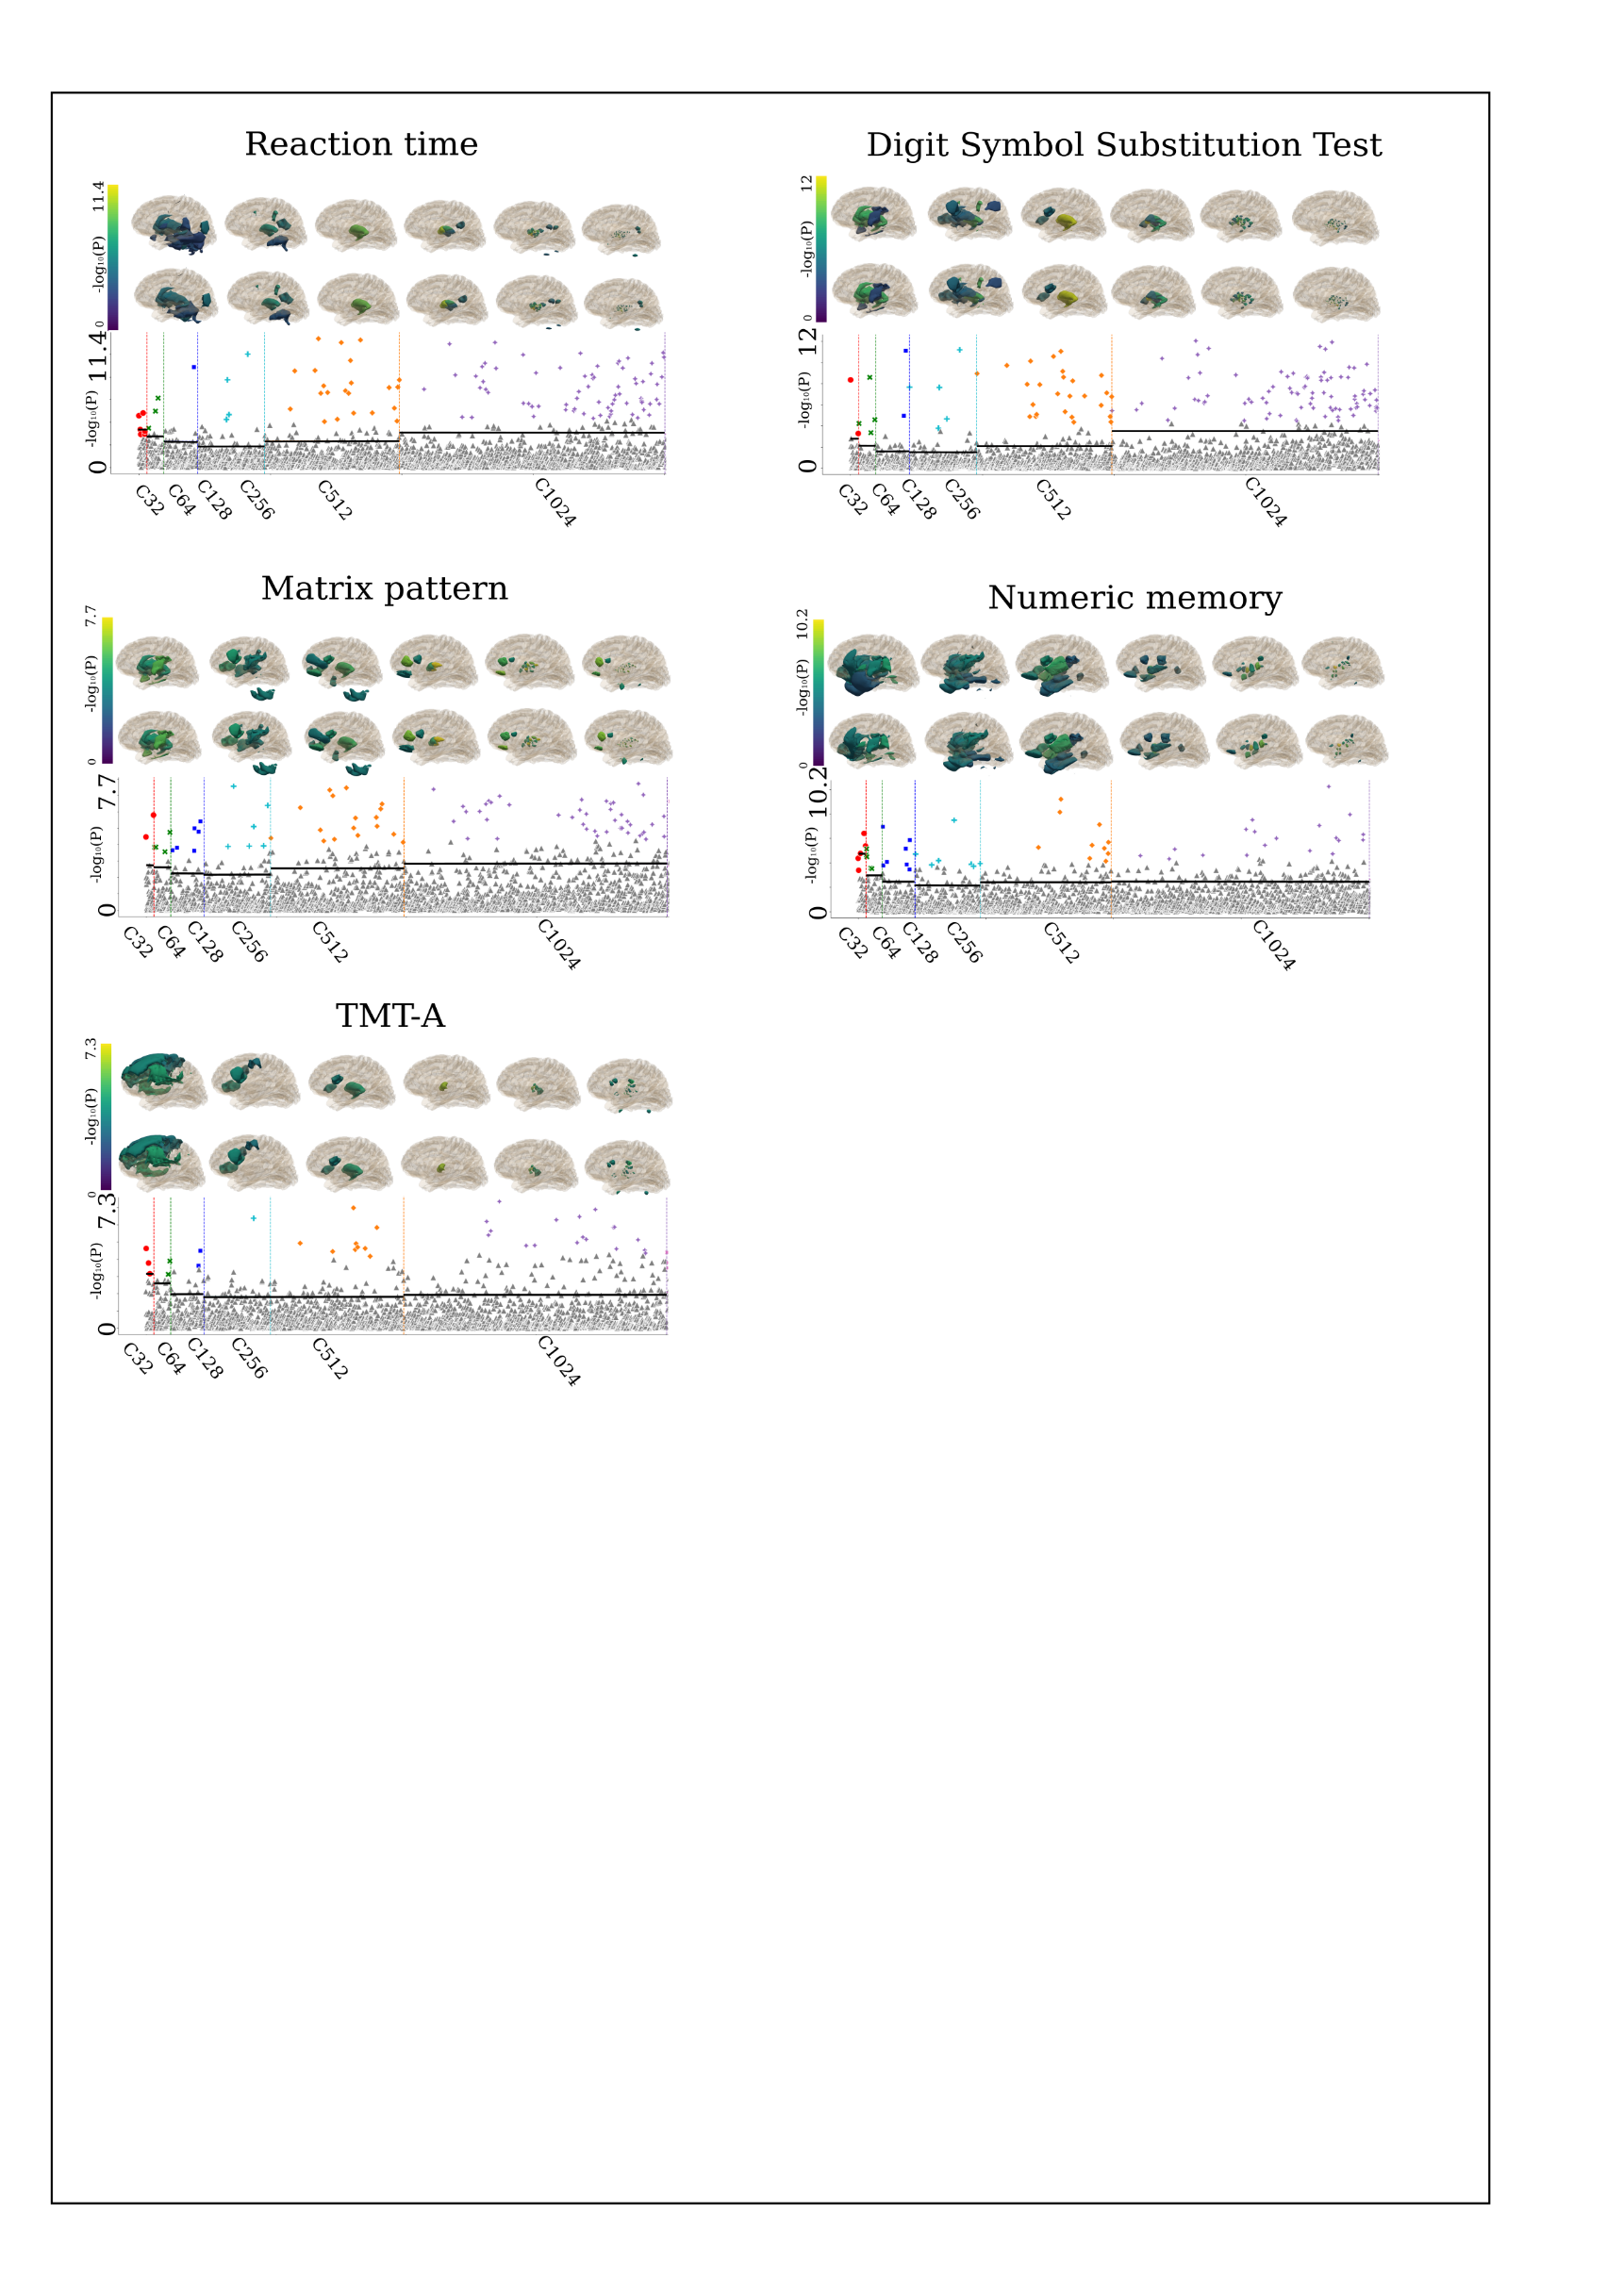 Reaction time
11.4
-log₁₀(P)
0
11.4
-log₁₀(P)
0
C32
C64
C128
C256
C512
C1024
Digit Symbol Substitution Test
12
-log₁₀(P)
0
12
-log₁₀(P)
0
C32
C64
C128
C256
C512
C1024
Matrix pattern
7.7
-log₁₀(P)
0
7.7
-log₁₀(P)
0
C32
C64
C128
C256
C512
C1024
Numeric memory
10.2
-log₁₀(P)
0
10.2
-log₁₀(P)
0
C32
C64
C128
C256
C512
C1024
TMT-A
7.3
-log₁₀(P)
0
7.3
-log₁₀(P)
0
C32
C64
C128
C256
C512
C1024